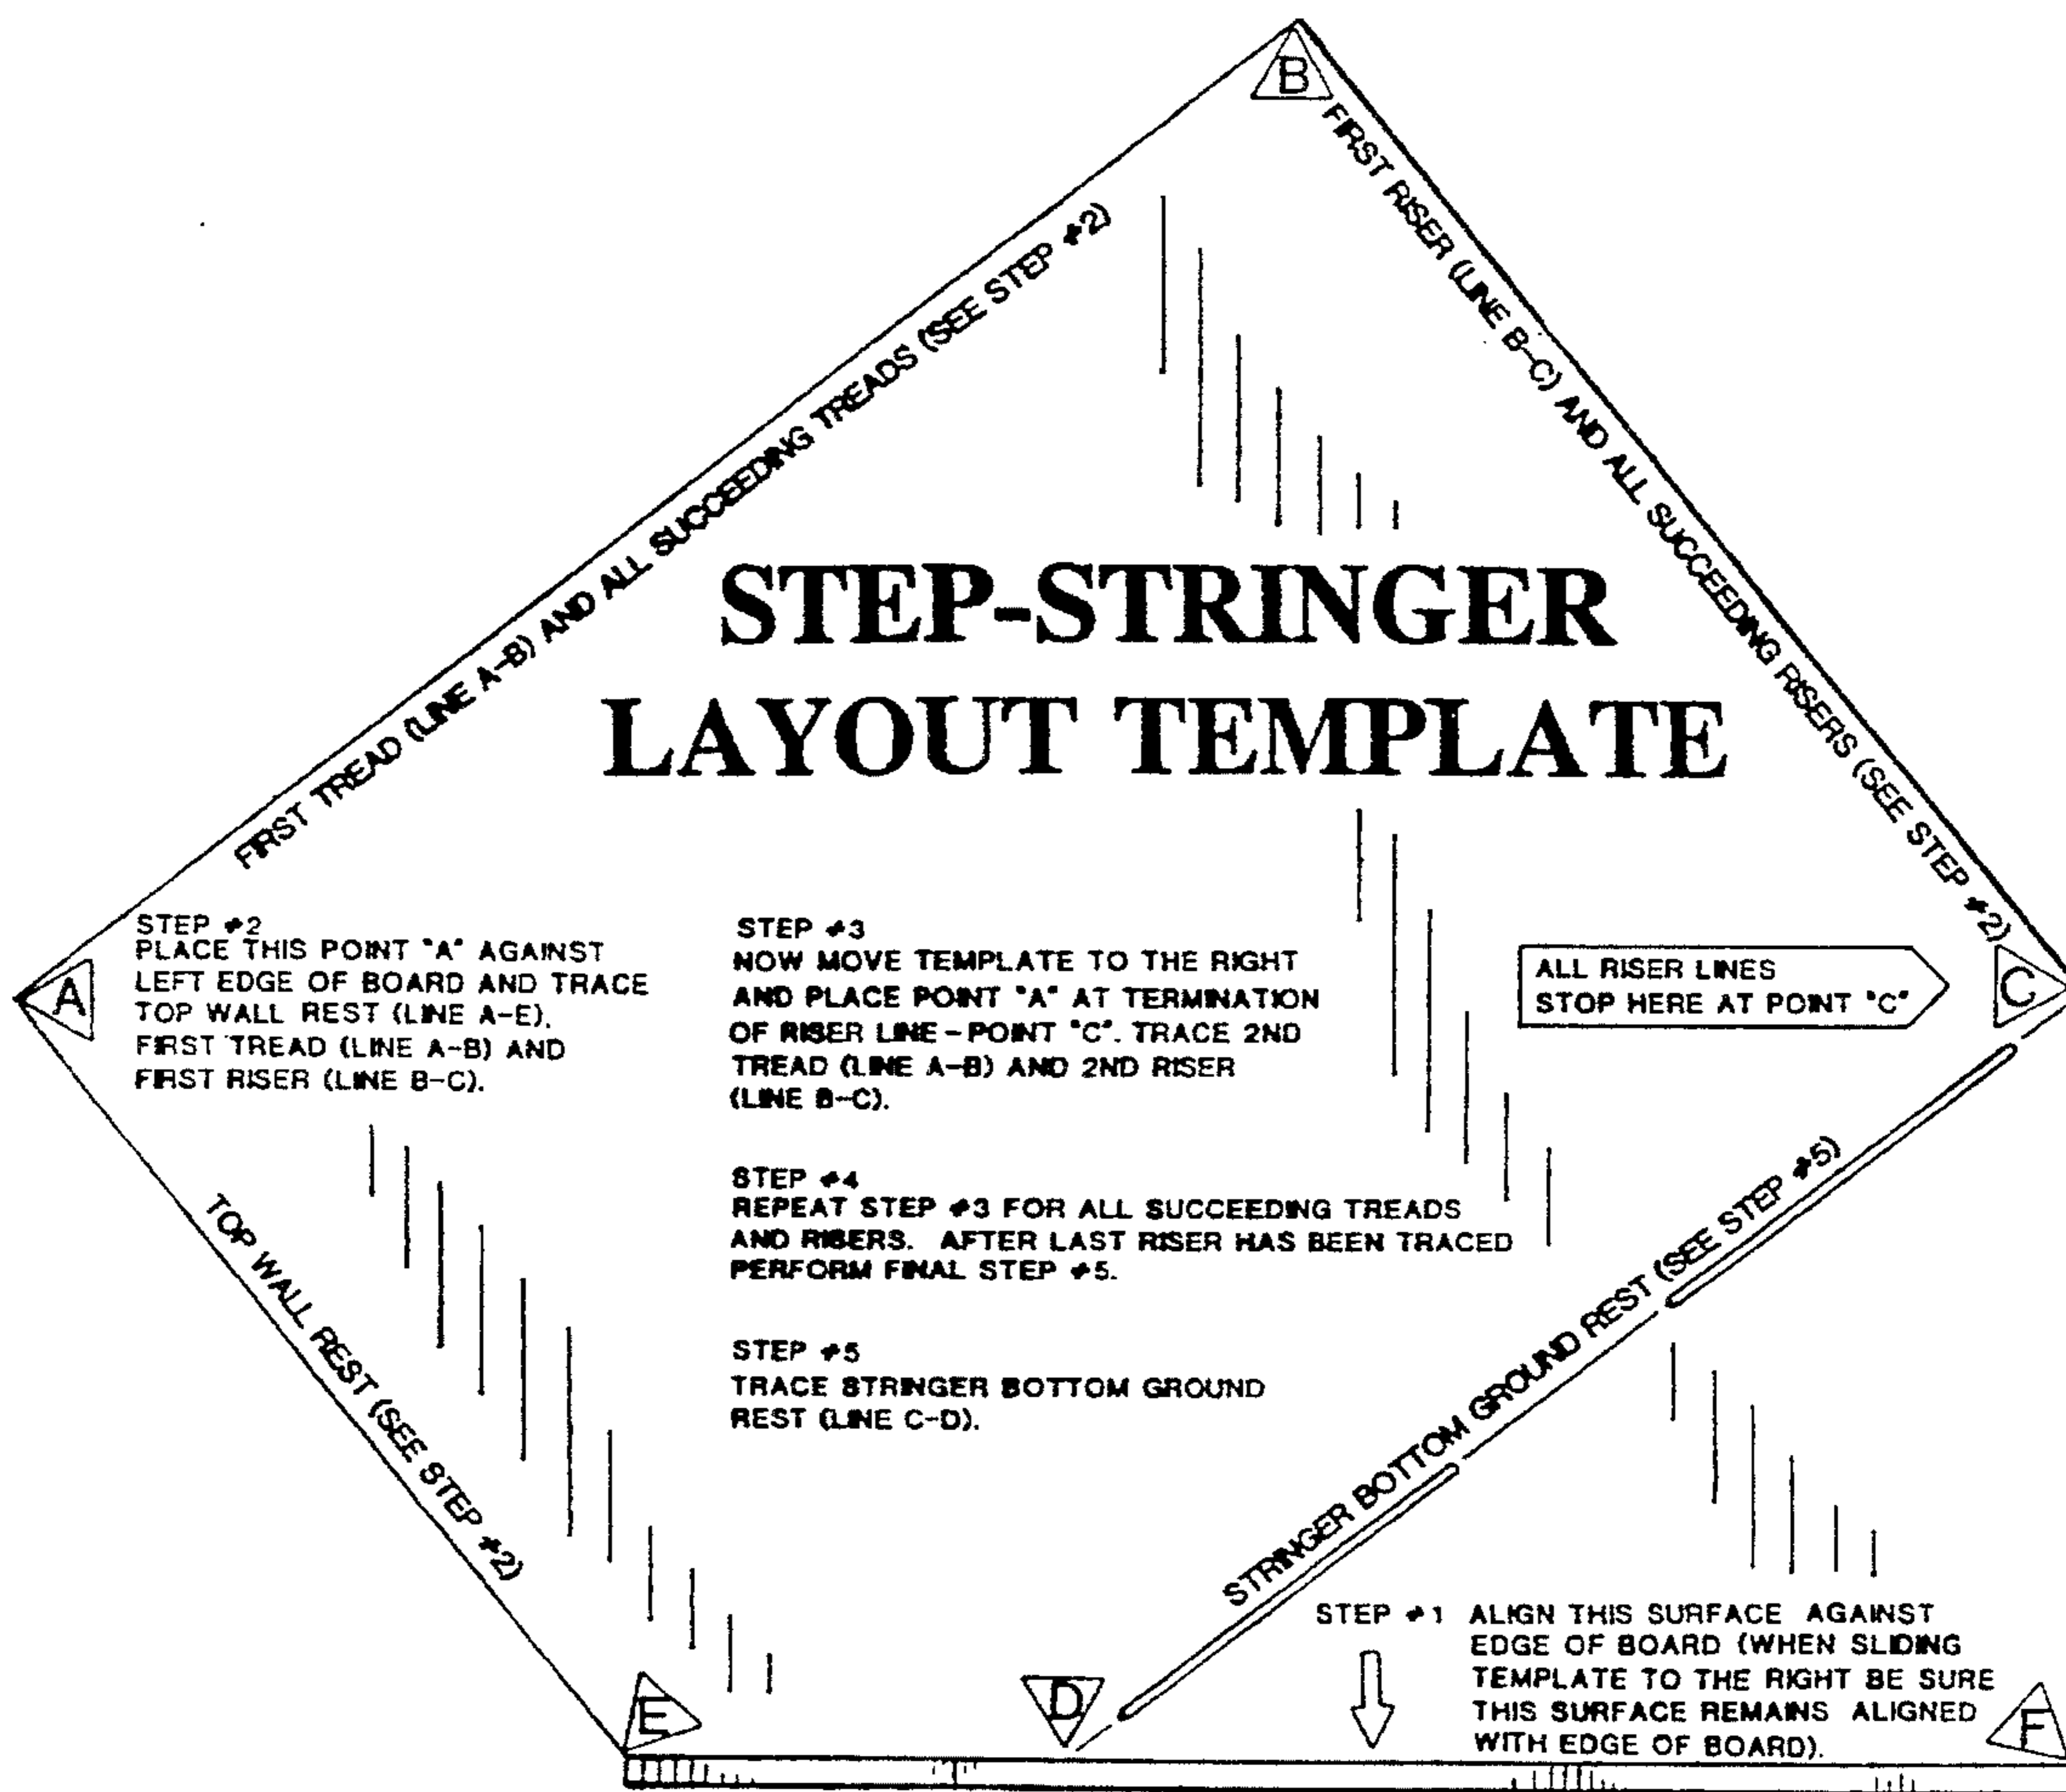 B
FIRST TREAD (LINE A-B) AND ALL SUCCEEDING TREADS (SEE STEP #2)
FIRST RISER (LINE B-C) AND ALL SUCCEEDING RISERS (SEE STEP #2)
STEP-STRINGER
LAYOUT TEMPLATE
A
STEP #2
PLACE THIS POINT "A" AGAINST
LEFT EDGE OF BOARD AND TRACE
TOP WALL REST (LINE A-E),
FIRST TREAD (LINE A-B) AND
FIRST RISER (LINE B-C).
STEP #3
NOW MOVE TEMPLATE TO THE RIGHT
AND PLACE POINT "A" AT TERMINATION
OF RISER LINE - POINT "C". TRACE 2ND
TREAD (LINE A-B) AND 2ND RISER
(LINE B-C).
ALL RISER LINES
STOP HERE AT POINT "C"
C
STEP #4
REPEAT STEP #3 FOR ALL SUCCEEDING TREADS
AND RISERS. AFTER LAST RISER HAS BEEN TRACED
PERFORM FINAL STEP #5.
STEP #5
TRACE STRINGER BOTTOM GROUND
REST (LINE C-D).
TOP WALL REST (SEE STEP #2)
STRINGER BOTTOM GROUND REST (SEE STEP #5)
STEP #1 ALIGN THIS SURFACE AGAINST
EDGE OF BOARD (WHEN SLIDING
TEMPLATE TO THE RIGHT BE SURE
THIS SURFACE REMAINS ALIGNED
WITH EDGE OF BOARD).
E
D
F